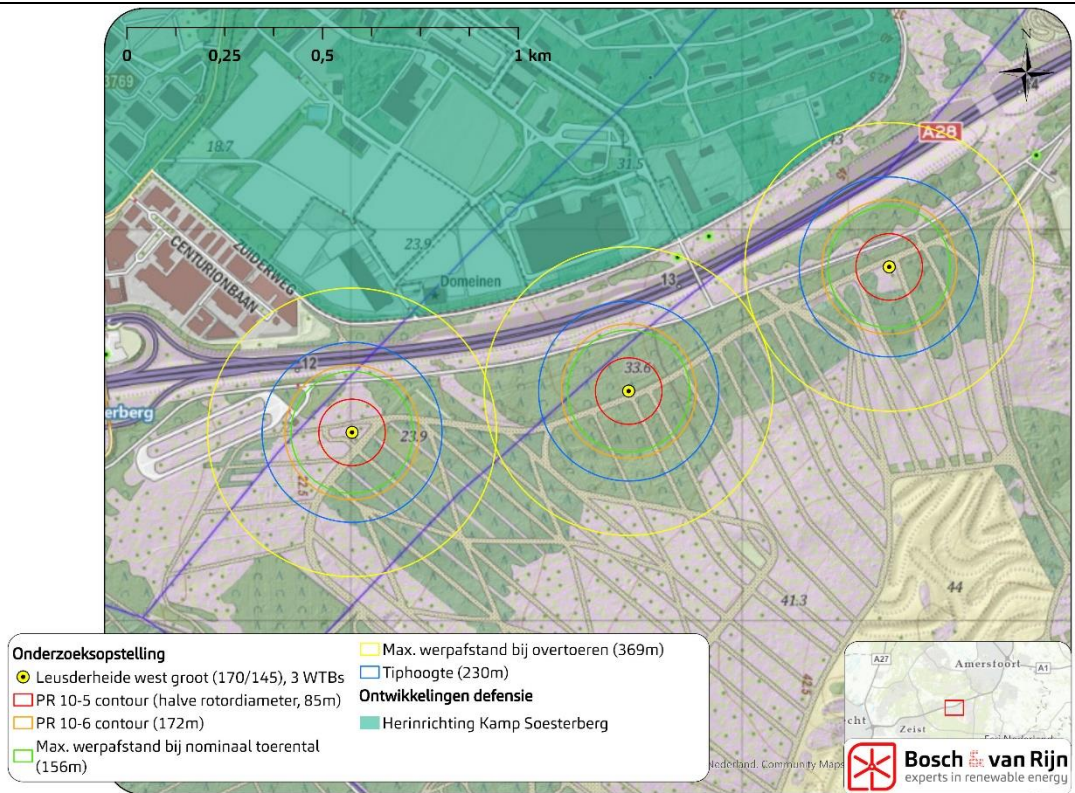 0
0,25
0,5
1 km
N
A28
18.7
31.5
23.9
Domeinen
ZUIDERWEG
CENTURIONBAAN
13
12
33.6
23.9
22.5
erberg
41.3
44
42.5
Onderzoeksopstelling
Leusderheide west groot (170/145), 3 WTBs
PR 10-5 contour (halve rotordiameter, 85m)
PR 10-6 contour (172m)
Max. werpafstand bij nominaal toerental
(156m)
Max. werpafstand bij overtoeren (369m)
Tiphoogte (230m)
Ontwikkelingen defensie
Herinrichting Kamp Soesterberg
A27
Amersfoort
A1
Zeist
Nederland, Community Maps
Bosch & van Rijn
experts in renewable energy